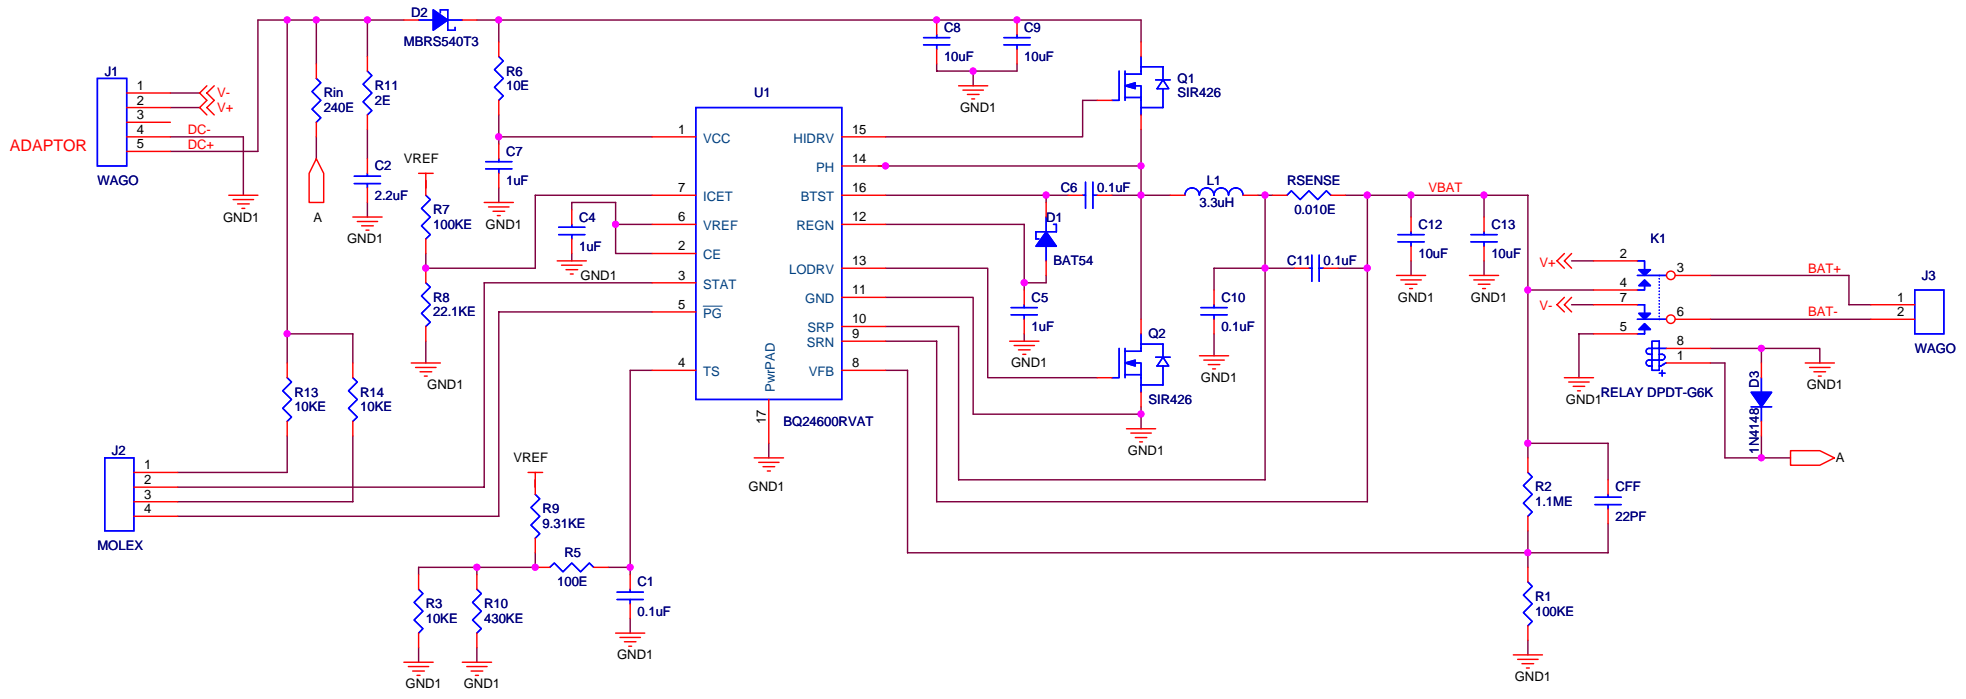 D2
MBRS540T3
J1
1
2
3
4
5
V-
V+
DC-
DC+
ADAPTOR
WAGO
GND1
Rin
240E
A
R11
2E
C2
2.2uF
GND1
R6
10E
C7
1uF
GND1
VREF
R7
100KE
R8
22.1KE
GND1
C4
1uF
GND1
C8
10uF
C9
10uF
GND1
Q1
SIR426
U1
1 VCC
7 ICET
6 VREF
2 CE
3 STAT
5 PG
4 TS
HIDRV 15
PH 14
BTST 16
REGN 12
LODRV 13
GND 11
SRP 10
SRN 9
VFB 8
PwrPAD
17
BQ24600RVAT
GND1
C6
0.1uF
D1
BAT54
C5
1uF
GND1
L1
3.3uH
RSENSE
0.010E
C10
0.1uF
GND1
C11
0.1uF
Q2
SIR426
GND1
VBAT
C12
10uF
GND1
C13
10uF
GND1
K1
V+
2
4
V-
7
5
3
6
8
1
BAT+
BAT-
GND1
RELAY DPDT-G6K
J3
1
2
WAGO
D3
1N4148
GND1
A
R13
10KE
R14
10KE
J2
1
2
3
4
MOLEX
VREF
R9
9.31KE
R5
100E
R3
10KE
GND1
R10
430KE
GND1
C1
0.1uF
GND1
R2
1.1ME
CFF
22PF
R1
100KE
GND1